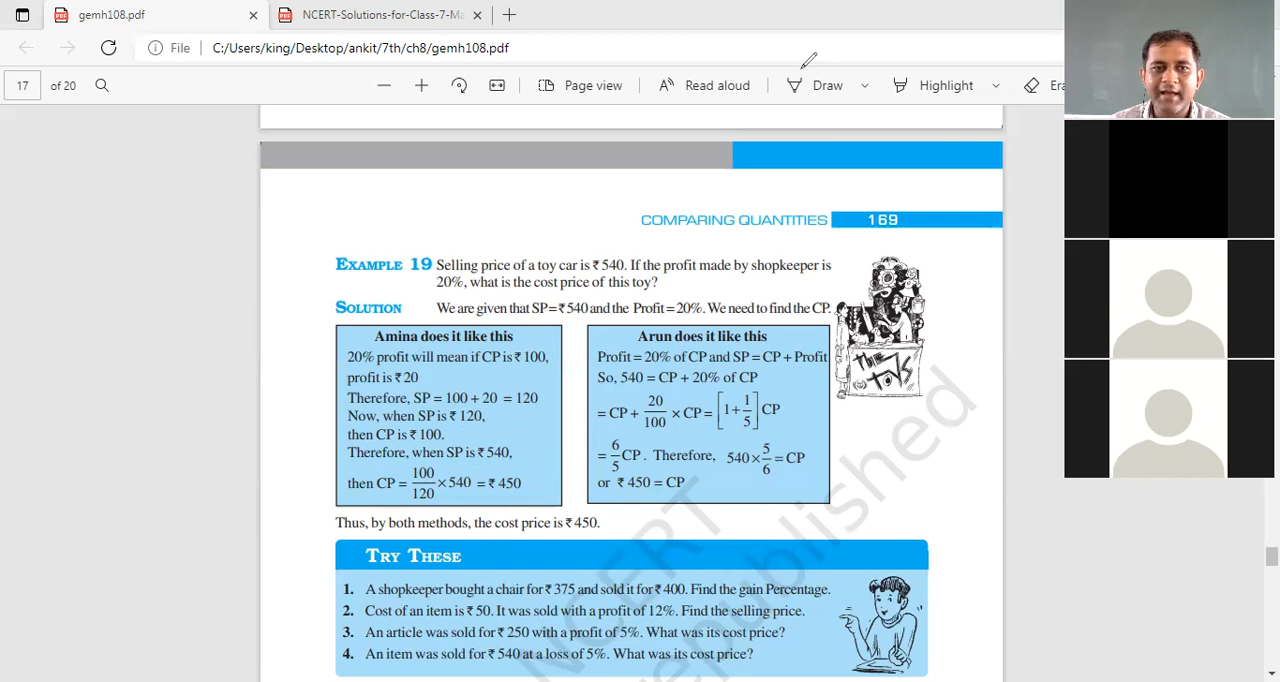 gemh108.pdf
NCERT-Solutions-for-Class-7-Ma
File C:/Users/king/Desktop/ankit/7th/ch8/gemh108.pdf
17 of 20 Page view Read aloud Draw Highlight Era
COMPARING QUANTITIES 169
EXAMPLE 19 Selling price of a toy car is ₹ 540. If the profit made by shopkeeper is
20%, what is the cost price of this toy?
SOLUTION We are given that SP = ₹ 540 and the Profit = 20%. We need to find the CP.
Amina does it like this
20% profit will mean if CP is ₹ 100,
profit is ₹ 20
Therefore, SP = 100 + 20 = 120
Now, when SP is ₹ 120,
then CP is ₹ 100.
Therefore, when SP is ₹ 540,
then CP = 100/120 × 540 = ₹ 450
Arun does it like this
Profit = 20% of CP and SP = CP + Profit
So, 540 = CP + 20% of CP
= CP + 20/100 × CP = [1 + 1/5] CP
= 6/5 CP . Therefore, 540 × 5/6 = CP
or ₹ 450 = CP
the Toys
Thus, by both methods, the cost price is ₹ 450.
TRY THESE
1. A shopkeeper bought a chair for ₹ 375 and sold it for ₹ 400. Find the gain Percentage.
2. Cost of an item is ₹ 50. It was sold with a profit of 12%. Find the selling price.
3. An article was sold for ₹ 250 with a profit of 5%. What was its cost price?
4. An item was sold for ₹ 540 at a loss of 5%. What was its cost price?
NCERT
republished